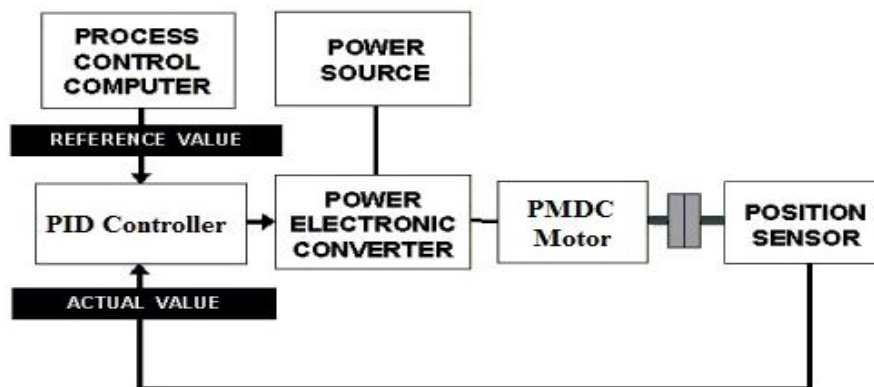 PROCESS
CONTROL
COMPUTER
POWER
SOURCE
REFERENCE VALUE
PID Controller
POWER
ELECTRONIC
CONVERTER
PMDC
Motor
POSITION
SENSOR
ACTUAL VALUE